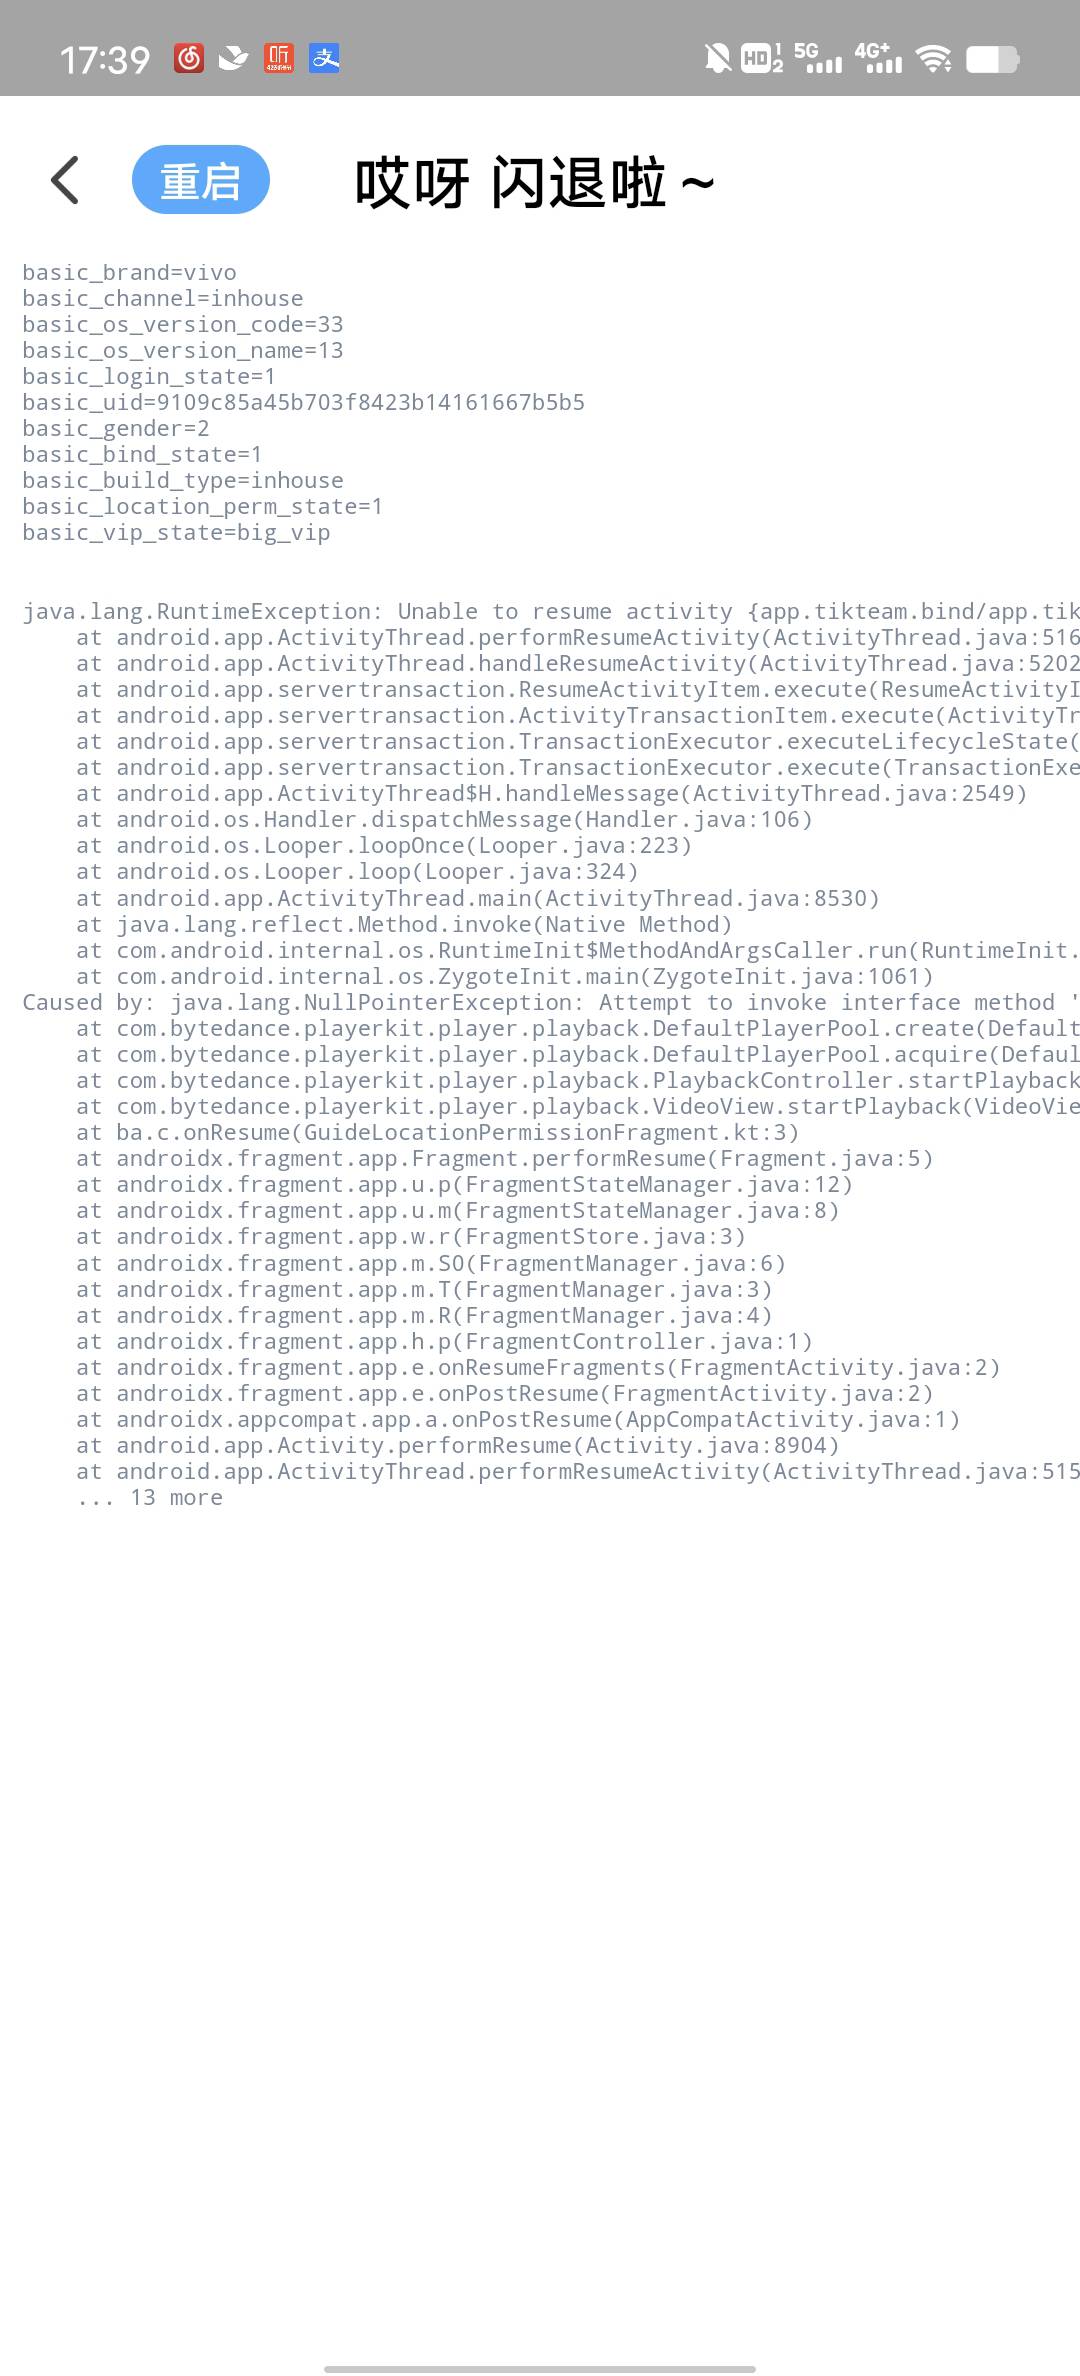 17:39
听
支
HD 1 2 5G 4G+
重启 哎呀 闪退啦~
basic_brand=vivo
basic_channel=inhouse
basic_os_version_code=33
basic_os_version_name=13
basic_login_state=1
basic_uid=9109c85a45b703f8423b14161667b5b5
basic_gender=2
basic_bind_state=1
basic_build_type=inhouse
basic_location_perm_state=1
basic_vip_state=big_vip
java.lang.RuntimeException: Unable to resume activity {app.tikteam.bind/app.tik
at android.app.ActivityThread.performResumeActivity(ActivityThread.java:516
at android.app.ActivityThread.handleResumeActivity(ActivityThread.java:5202
at android.app.servertransaction.ResumeActivityItem.execute(ResumeActivityI
at android.app.servertransaction.ActivityTransactionItem.execute(ActivityTr
at android.app.servertransaction.TransactionExecutor.executeLifecycleState(
at android.app.servertransaction.TransactionExecutor.execute(TransactionExe
at android.app.ActivityThread$H.handleMessage(ActivityThread.java:2549)
at android.os.Handler.dispatchMessage(Handler.java:106)
at android.os.Looper.loopOnce(Looper.java:223)
at android.os.Looper.loop(Looper.java:324)
at android.app.ActivityThread.main(ActivityThread.java:8530)
at java.lang.reflect.Method.invoke(Native Method)
at com.android.internal.os.RuntimeInit$MethodAndArgsCaller.run(RuntimeInit.
at com.android.internal.os.ZygoteInit.main(ZygoteInit.java:1061)
Caused by: java.lang.NullPointerException: Attempt to invoke interface method '
at com.bytedance.playerkit.player.playback.DefaultPlayerPool.create(Default
at com.bytedance.playerkit.player.playback.DefaultPlayerPool.acquire(Defaul
at com.bytedance.playerkit.player.playback.PlaybackController.startPlayback
at com.bytedance.playerkit.player.playback.VideoView.startPlayback(VideoVie
at ba.c.onResume(GuideLocationPermissionFragment.kt:3)
at androidx.fragment.app.Fragment.performResume(Fragment.java:5)
at androidx.fragment.app.u.p(FragmentStateManager.java:12)
at androidx.fragment.app.u.m(FragmentStateManager.java:8)
at androidx.fragment.app.w.r(FragmentStore.java:3)
at androidx.fragment.app.m.S0(FragmentManager.java:6)
at androidx.fragment.app.m.T(FragmentManager.java:3)
at androidx.fragment.app.m.R(FragmentManager.java:4)
at androidx.fragment.app.h.p(FragmentController.java:1)
at androidx.fragment.app.e.onResumeFragments(FragmentActivity.java:2)
at androidx.fragment.app.e.onPostResume(FragmentActivity.java:2)
at androidx.appcompat.app.a.onPostResume(AppCompatActivity.java:1)
at android.app.Activity.performResume(Activity.java:8904)
at android.app.ActivityThread.performResumeActivity(ActivityThread.java:515
... 13 more